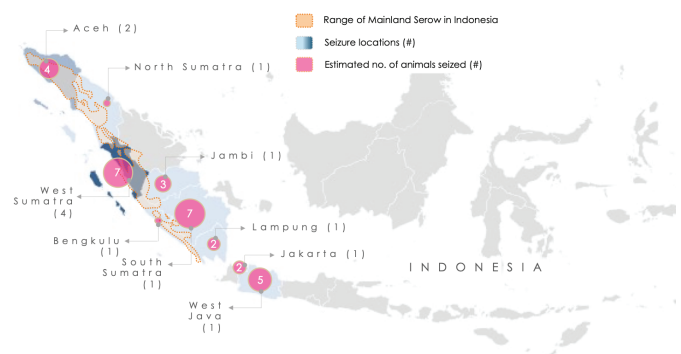 Range of Mainland Serow in Indonesia
Seizure locations (#)
Estimated no. of animals seized (#)
Aceh (2)
4
North Sumatra (1)
Jambi (1)
7
3
West
Sumatra
(4)
7
Lampung (1)
Bengkulu
(1)
2
Jakarta (1)
South
Sumatra
(1)
2
5
INDONESIA
West
Java
(1)